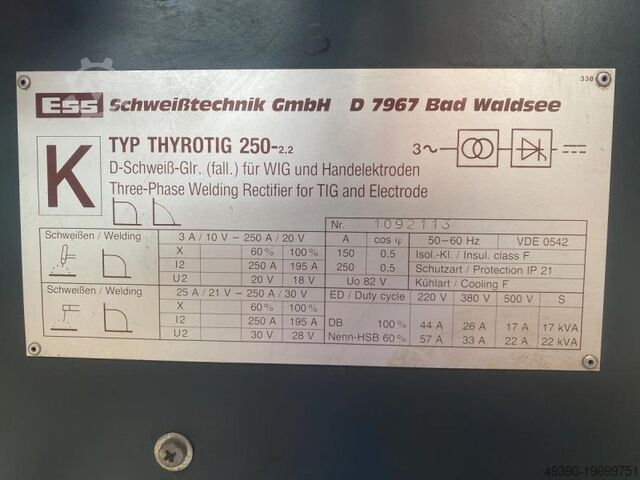 338
Ess Schweißtechnik GmbH D 7967 Bad Waldsee
K
TYP THYROTIG 250-2.2
D-Schweiß-Glr. (fall.) für WIG und Handelektroden
Three-Phase Welding Rectifier for TIG and Electrode
3~
Nr. 1092113
Schweißen / Welding
3 A / 10 V – 250 A / 20 V
X 60% 100%
I2 250 A 195 A
U2 20 V 18 V
Schweißen / Welding
25 A / 21 V – 250 A / 30 V
X 60% 100%
I2 250 A 195 A
U2 30 V 28 V
A cos φ 50–60 Hz VDE 0542
150 0.5 Isol.-Kl. / Insul. class F
250 0.5 Schutzart / Protection IP 21
Uo 82 V Kühlart / Cooling F
ED / Duty cycle 220 V 380 V 500 V S
DB 100% 44 A 26 A 17 A 17 kVA
Nenn-HSB 60% 57 A 33 A 22 A 22 kVA
49390-19699751